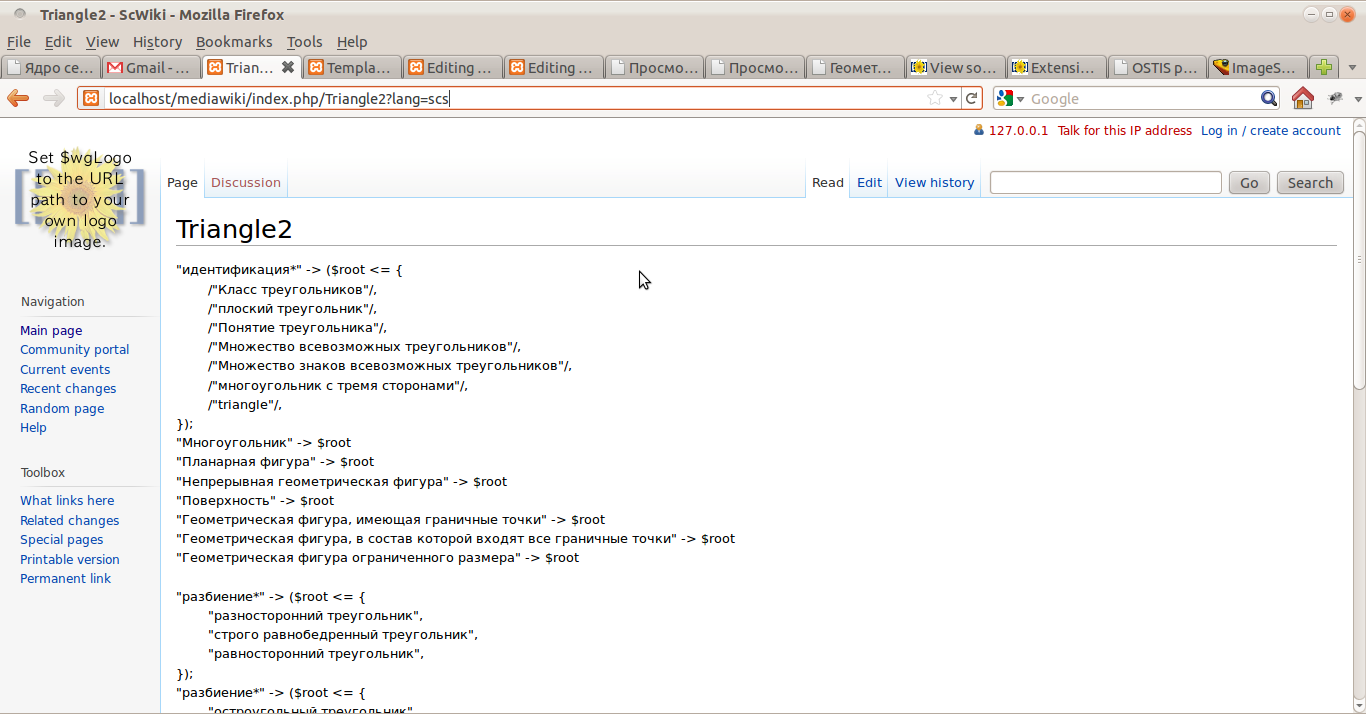 Triangle2 - ScWiki - Mozilla Firefox
File Edit View History Bookmarks Tools Help
Ядро се... Gmail - ... Trian... Templa... Editing ... Editing ... Просмо... Просмо... Геомет... View so... Extensi... OSTIS p... ImageS...
localhost/mediawiki/index.php/Triangle2?lang=scs Google
127.0.0.1 Talk for this IP address Log in / create account
Set $wgLogo
to the URL
path to your
own logo
image.
Page Discussion Read Edit View history Go Search
Triangle2
"идентификация*" -> ($root <= {
/"Класс треугольников"/,
/"плоский треугольник"/,
/"Понятие треугольника"/,
/"Множество всевозможных треугольников"/,
/"Множество знаков всевозможных треугольников"/,
/"многоугольник с тремя сторонами"/,
/"triangle"/,
});
"Многоугольник" -> $root
"Планарная фигура" -> $root
"Непрерывная геометрическая фигура" -> $root
"Поверхность" -> $root
"Геометрическая фигура, имеющая граничные точки" -> $root
"Геометрическая фигура, в состав которой входят все граничные точки" -> $root
"Геометрическая фигура ограниченного размера" -> $root
"разбиение*" -> ($root <= {
"разносторонний треугольник",
"строго равнобедренный треугольник",
"равносторонний треугольник",
});
"разбиение*" -> ($root <= {
"остроугольный треугольник"
Navigation
Main page
Community portal
Current events
Recent changes
Random page
Help
Toolbox
What links here
Related changes
Special pages
Printable version
Permanent link